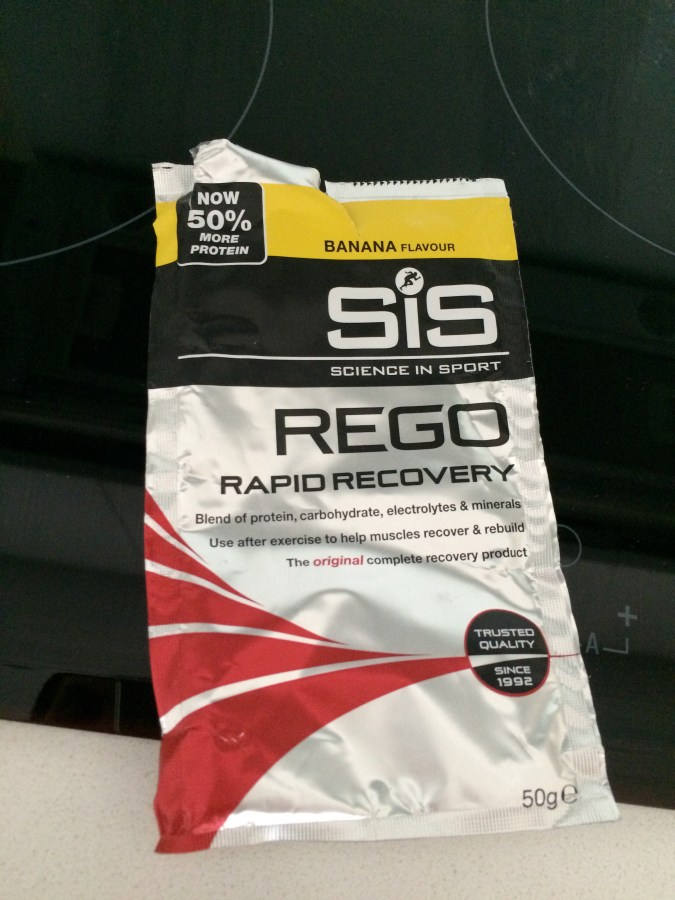 NOW
50%
MORE
PROTEIN
BANANA FLAVOUR
SiS
SCIENCE IN SPORT
REGO
RAPID RECOVERY
Blend of protein, carbohydrate, electrolytes & minerals
Use after exercise to help muscles recover & rebuild
The original complete recovery product
TRUSTED
QUALITY
SINCE
1992
50g℮